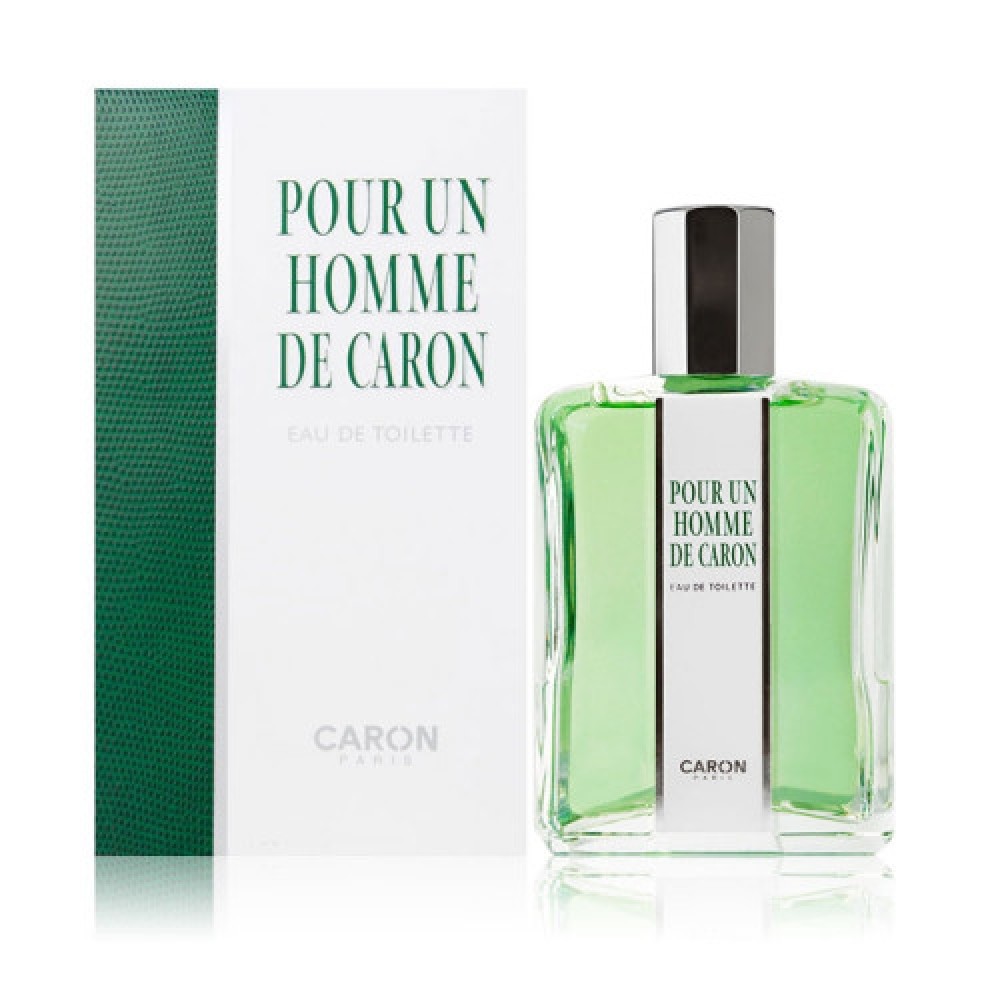 POUR UN
HOMME
DE CARON
EAU DE TOILETTE
CARON
PARIS
POUR UN
HOMME
DE CARON
EAU DE TOILETTE
CARON
PARIS